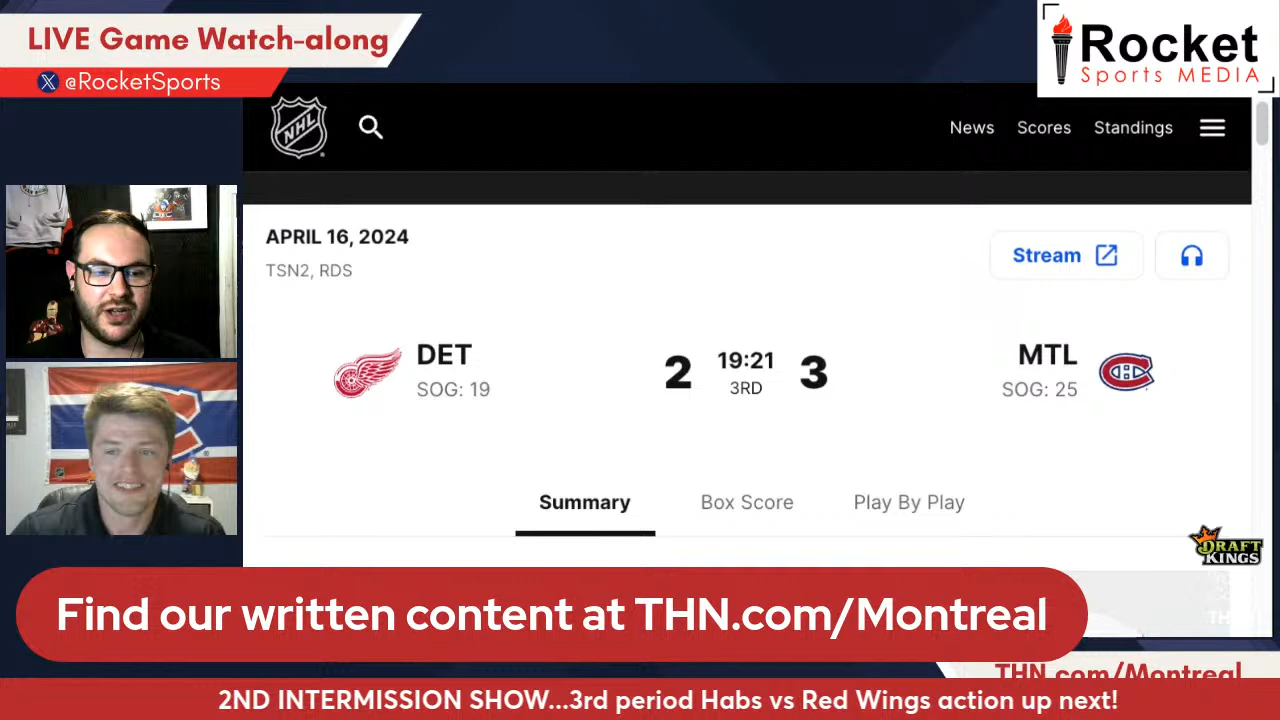 LIVE Game Watch-along
@RocketSports
Rocket
Sports MEDIA
NHL
News Scores Standings
APRIL 16, 2024
TSN2, RDS
Stream
DET
SOG: 19
2
19:21
3RD
3
MTL
SOG: 25
Summary
Box Score
Play By Play
DRAFT
KINGS
Find our written content at THN.com/Montreal
THN.com/Montreal
2ND INTERMISSION SHOW...3rd period Habs vs Red Wings action up next!